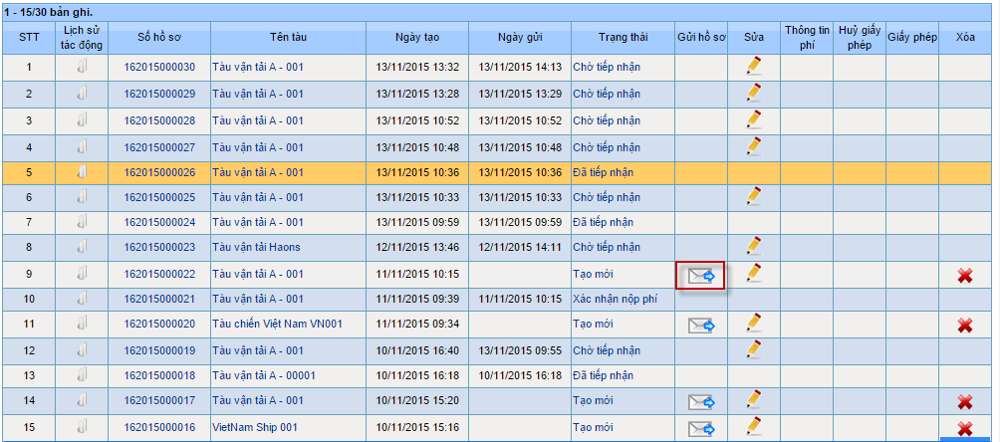 1 - 15/30 bản ghi.
STT Lịch sử tác động Số hồ sơ Tên tàu Ngày tạo Ngày gửi Trạng thái Gửi hồ sơ Sửa Thông tin phí Huỷ giấy phép Giấy phép Xóa
1 162015000030 Tàu vận tải A - 001 13/11/2015 13:32 13/11/2015 14:13 Chờ tiếp nhận
2 162015000029 Tàu vận tải A - 001 13/11/2015 13:28 13/11/2015 13:29 Chờ tiếp nhận
3 162015000028 Tàu vận tải A - 001 13/11/2015 10:52 13/11/2015 10:52 Chờ tiếp nhận
4 162015000027 Tàu vận tải A - 001 13/11/2015 10:48 13/11/2015 10:48 Chờ tiếp nhận
5 162015000026 Tàu vận tải A - 001 13/11/2015 10:36 13/11/2015 10:36 Đã tiếp nhận
6 162015000025 Tàu vận tải A - 001 13/11/2015 10:33 13/11/2015 10:33 Chờ tiếp nhận
7 162015000024 Tàu vận tải A - 001 13/11/2015 09:59 13/11/2015 09:59 Đã tiếp nhận
8 162015000023 Tàu vận tải Haons 12/11/2015 13:46 12/11/2015 14:11 Chờ tiếp nhận
9 162015000022 Tàu vận tải A - 001 11/11/2015 10:15 Tạo mới
10 162015000021 Tàu vận tải A - 001 11/11/2015 09:39 11/11/2015 10:15 Xác nhận nộp phí
11 162015000020 Tàu chiến Việt Nam VN001 11/11/2015 09:34 Tạo mới
12 162015000019 Tàu vận tải A - 001 10/11/2015 16:40 13/11/2015 09:55 Chờ tiếp nhận
13 162015000018 Tàu vận tải A - 00001 10/11/2015 16:18 10/11/2015 16:18 Đã tiếp nhận
14 162015000017 Tàu vận tải A - 001 10/11/2015 15:20 Tạo mới
15 162015000016 VietNam Ship 001 10/11/2015 15:16 Tạo mới